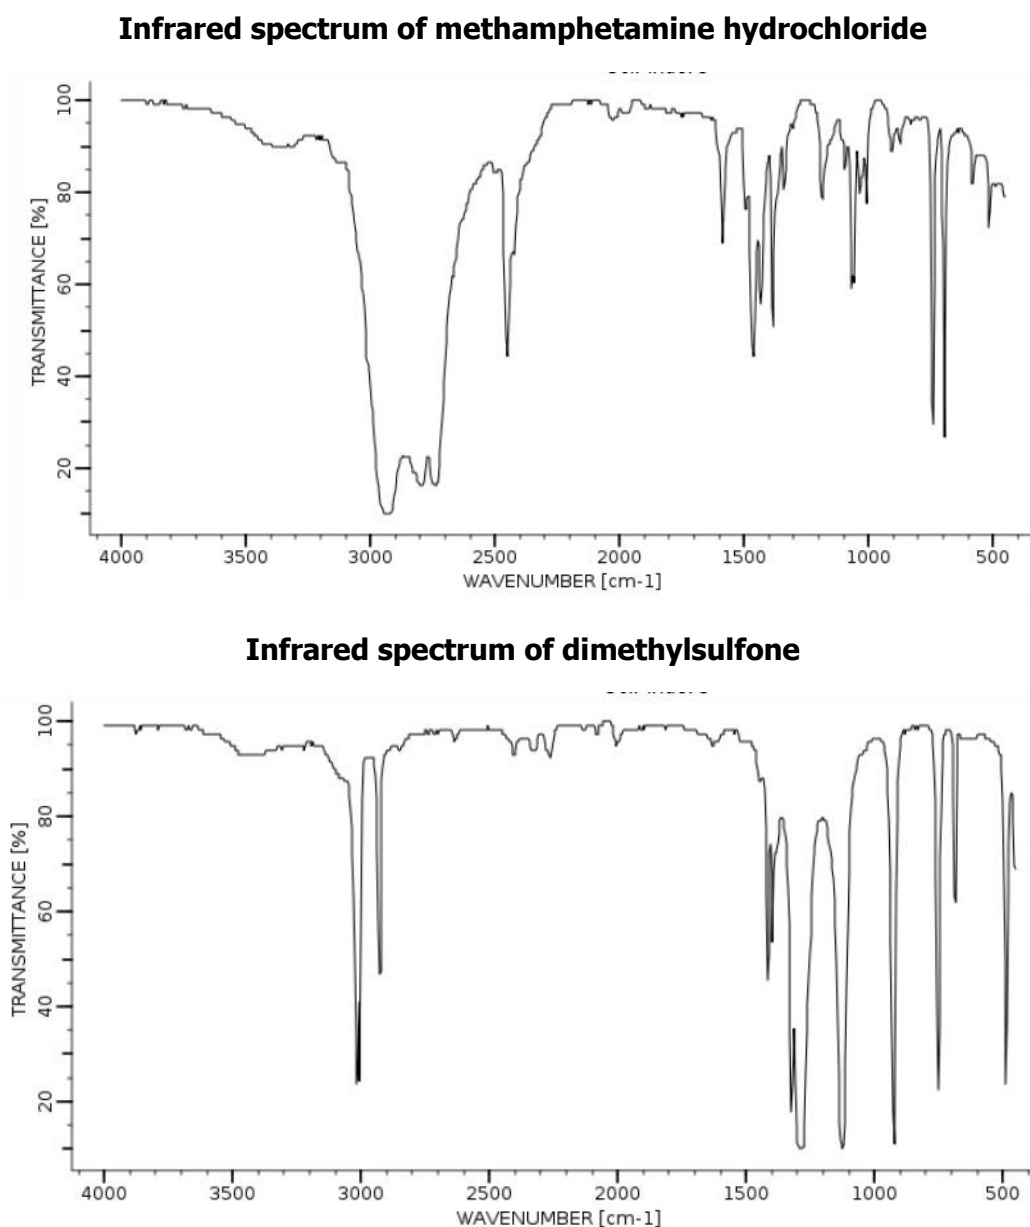 Infrared spectrum of methamphetamine hydrochloride
100
80
60
40
20
TRANSMITTANCE [%]
4000 3500 3000 2500 2000 1500 1000 500
WAVENUMBER [cm-1]
Infrared spectrum of dimethylsulfone
100
80
60
40
20
TRANSMITTANCE [%]
4000 3500 3000 2500 2000 1500 1000 500
WAVENUMBER [cm-1]